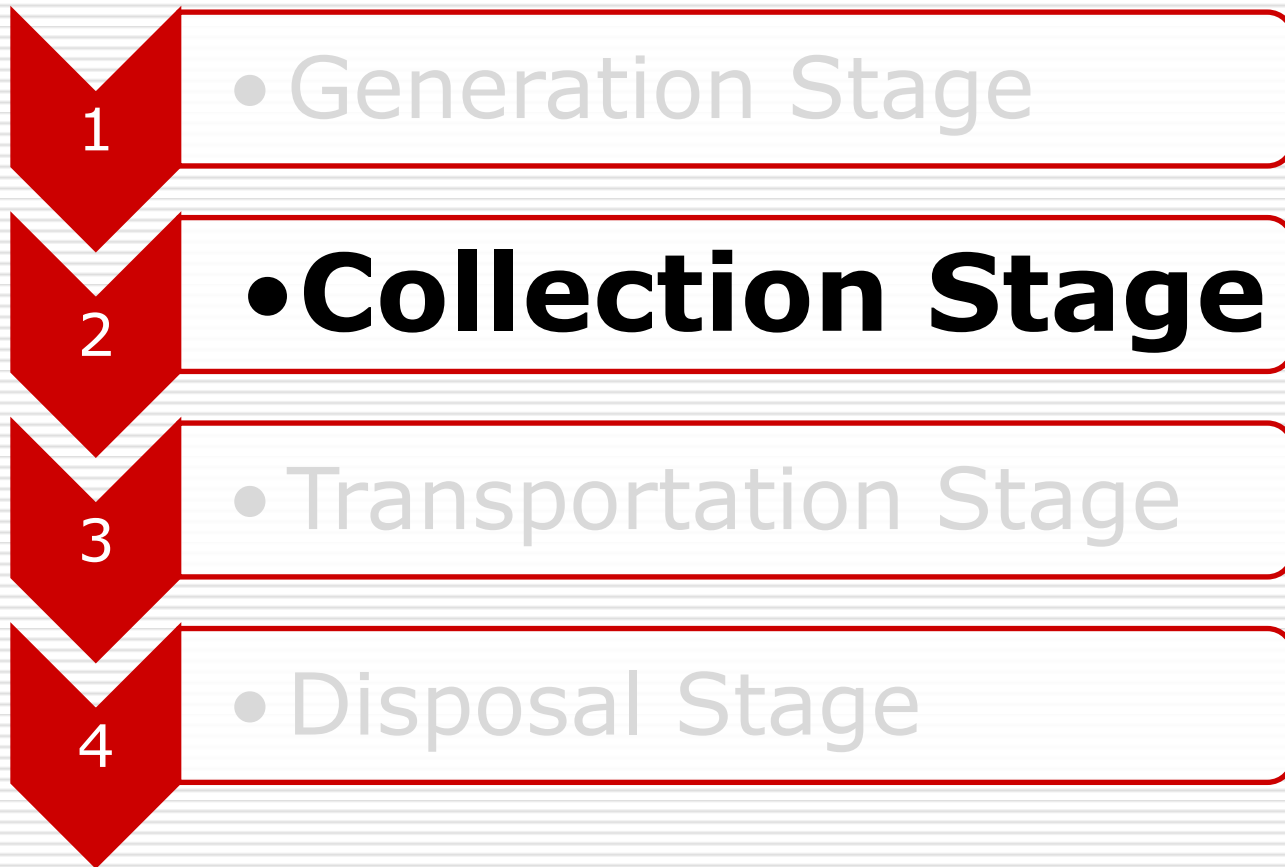 1
• Generation Stage
2
•Collection Stage
3
• Transportation Stage
4
• Disposal Stage